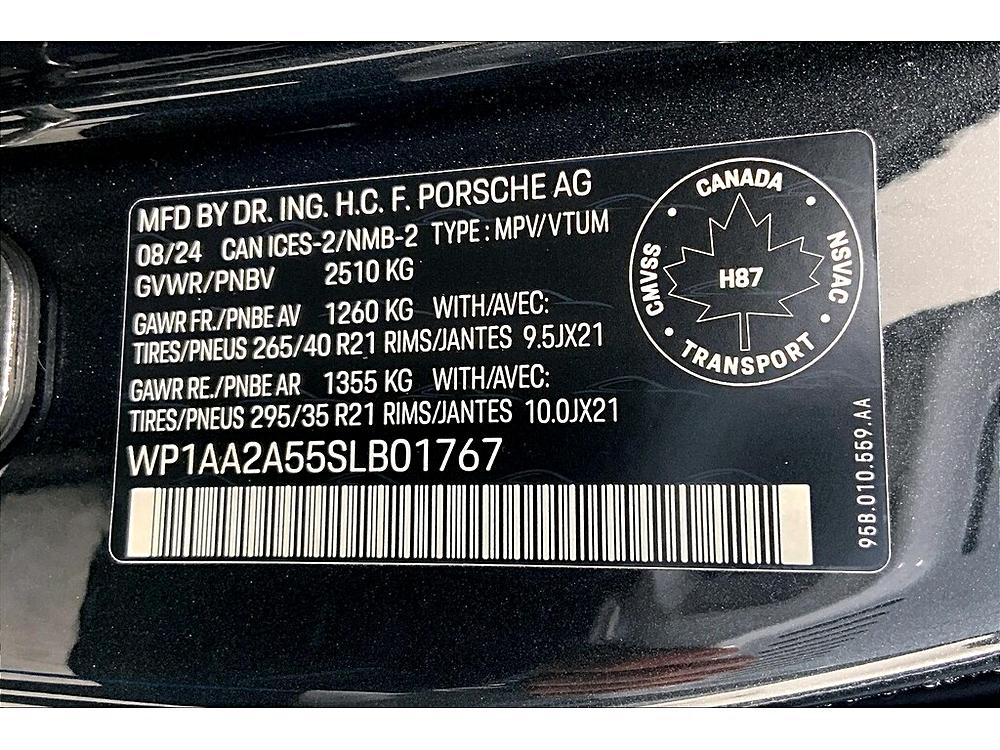 MFD BY DR. ING. H.C. F. PORSCHE AG
08/24 CAN ICES-2/NMB-2 TYPE : MPV/VTUM
GVWR/PNBV 2510 KG
GAWR FR./PNBE AV 1260 KG WITH/AVEC:
TIRES/PNEUS 265/40 R21 RIMS/JANTES 9.5JX21
GAWR RE./PNBE AR 1355 KG WITH/AVEC:
TIRES/PNEUS 295/35 R21 RIMS/JANTES 10.0JX21
WP1AA2A55SLB01767
CANADA
CMVSS
NSVAC
H87
TRANSPORT
95B.010.559.AA